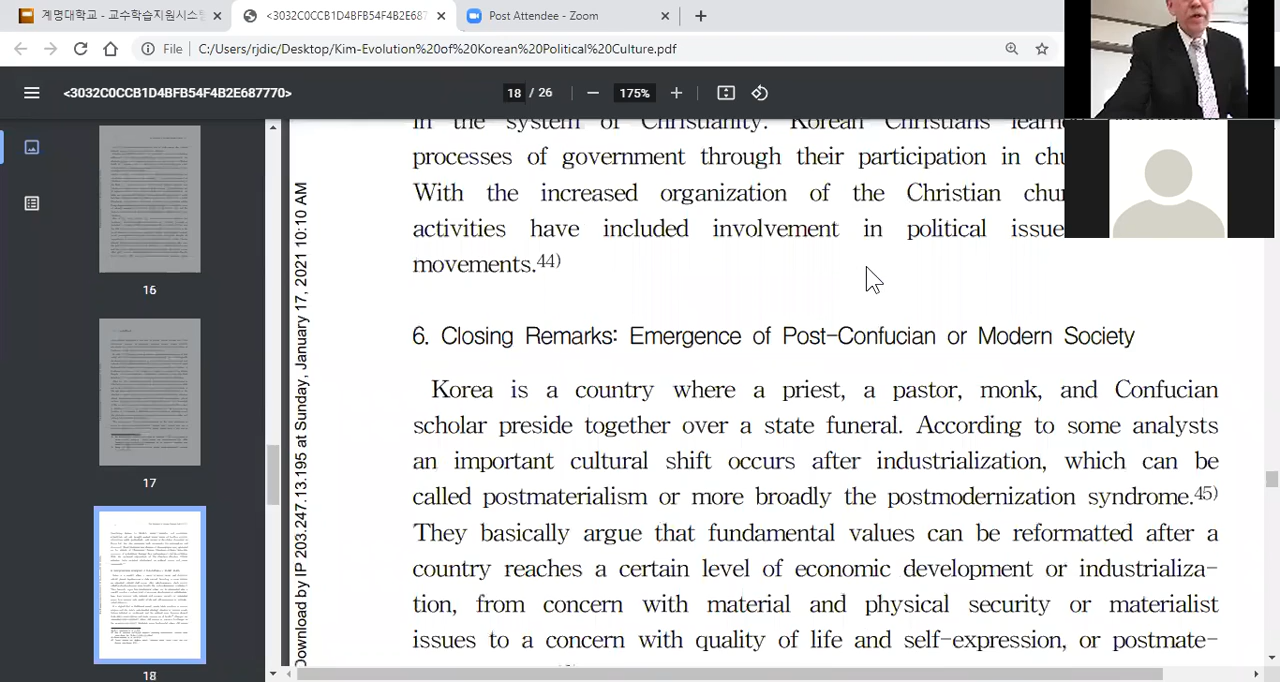 계명대학교 - 교수학습지원시스
<3032C0CCB1D4BFB54F4B2E687
Post Attendee - Zoom
File
C:/Users/rjdic/Desktop/Kim-Evolution%20of%20Korean%20Political%20Culture.pdf
<3032C0CCB1D4BFB54F4B2E687770>
18 / 26
175%
16
17
18
Download by IP 203.247.13.195 at Sunday, January 17, 2021 10:10 AM
in the system of Christianity. Korean Christians learne
processes of government through their participation in chu
With the increased organization of the Christian chur
activities have included involvement in political issue
movements.44)
6. Closing Remarks: Emergence of Post-Confucian or Modern Society
Korea is a country where a priest, a pastor, monk, and Confucian
scholar preside together over a state funeral. According to some analysts
an important cultural shift occurs after industrialization, which can be
called postmaterialism or more broadly the postmodernization syndrome.45)
They basically argue that fundamental values can be reformatted after a
country reaches a certain level of economic development or industrializa-
tion, from concern with material and physical security or materialist
issues to a concern with quality of life and self-expression, or postmate-